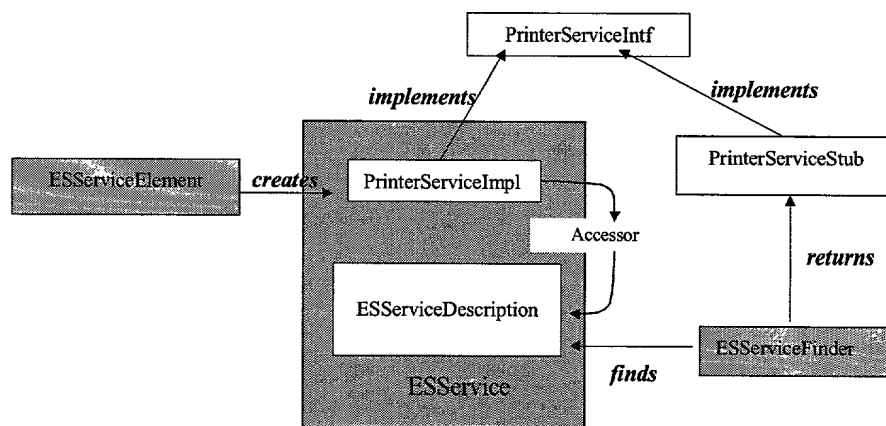 PrinterServiceIntf
implements
implements
ESServiceElement
creates
PrinterServiceImpl
PrinterServiceStub
Accessor
returns
ESServiceDescription
ESServiceFinder
finds
ESService